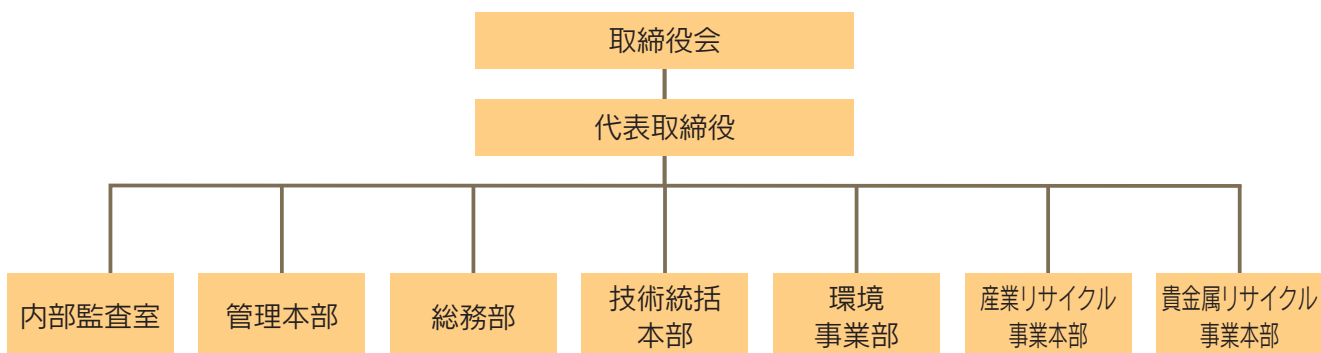 取締役会
代表取締役
内部監査室
管理本部
総務部
技術統括
本部
環境
事業部
産業リサイクル
事業本部
貴金属リサイクル
事業本部